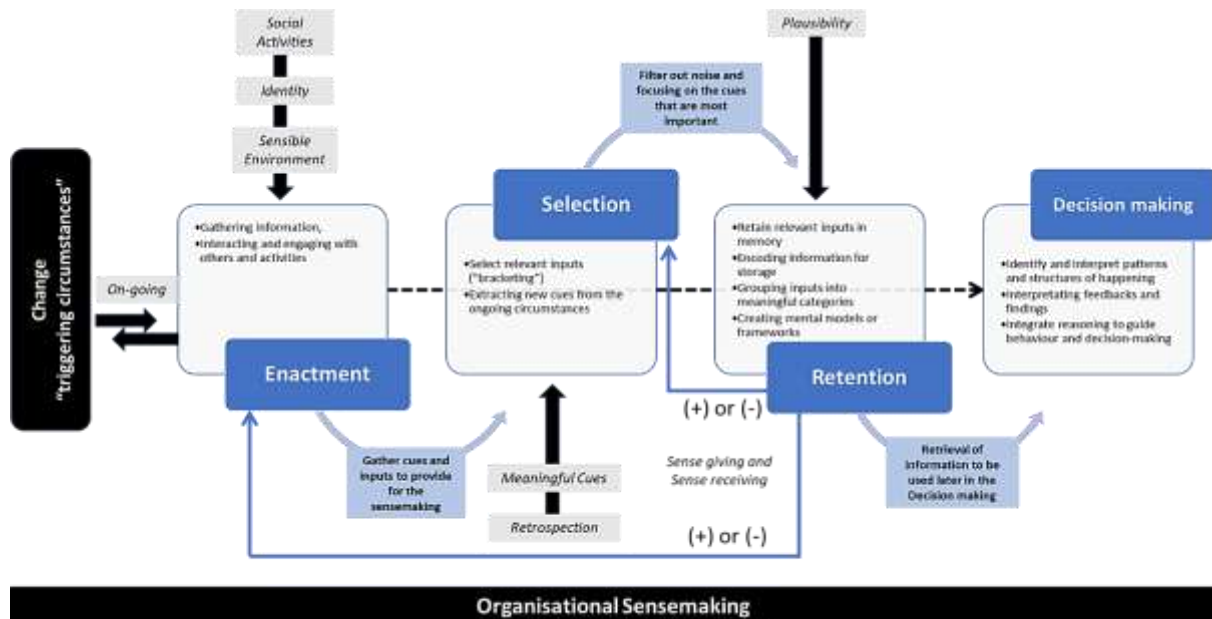 Social
Activities
Identity
Sensible
Environment
Plausibility
Filter out noise and
focusing on the cues
that are most
important
Change
"triggering circumstances"
On-going
•Gathering information,
•Interacting and engaging with
others and activities
Enactment
Selection
•Select relevant inputs
("bracketing")
•Extracting new cues from the
ongoing circumstances
•Retain relevant inputs in
memory
•Encoding information for
storage
•Grouping inputs into
meaningful categories
•Creating mental models or
frameworks
Retention
Decision making
•Identify and interpret patterns
and structures of happening
•Interpretating feedbacks and
findings
•Integrate reasoning to guide
behaviour and decision-making
Gather cues and
inputs to provide
for the
sensemaking
Meaningful Cues
Retrospection
(+) or (-)
Sense giving and
Sense receiving
(+) or (-)
Retrieval of
information to be
used later in the
Decision making
Organisational Sensemaking